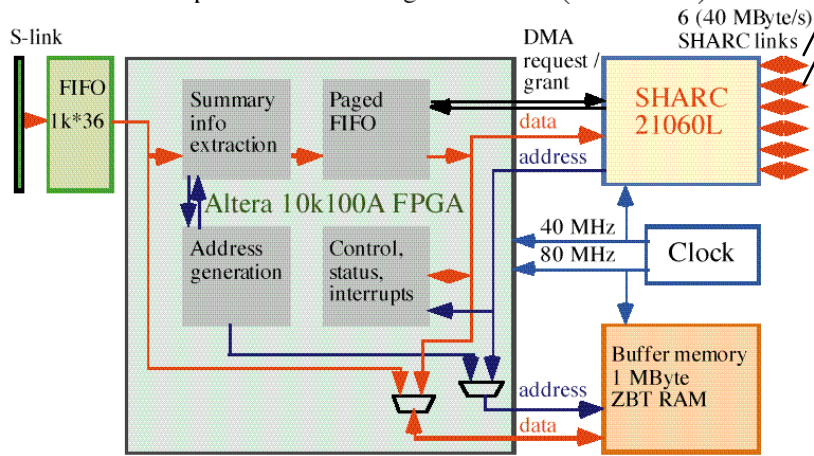 S-link
FIFO
1k*36
Summary
info
extraction
Paged
FIFO
Altera 10k100A FPGA
Address
generation
Control,
status,
interrupts
DMA
request /
grant
data
address
6 (40 MByte/s)
SHARC links
SHARC
21060L
40 MHz
80 MHz
Clock
Buffer memory
1 MByte
ZBT RAM
address
data